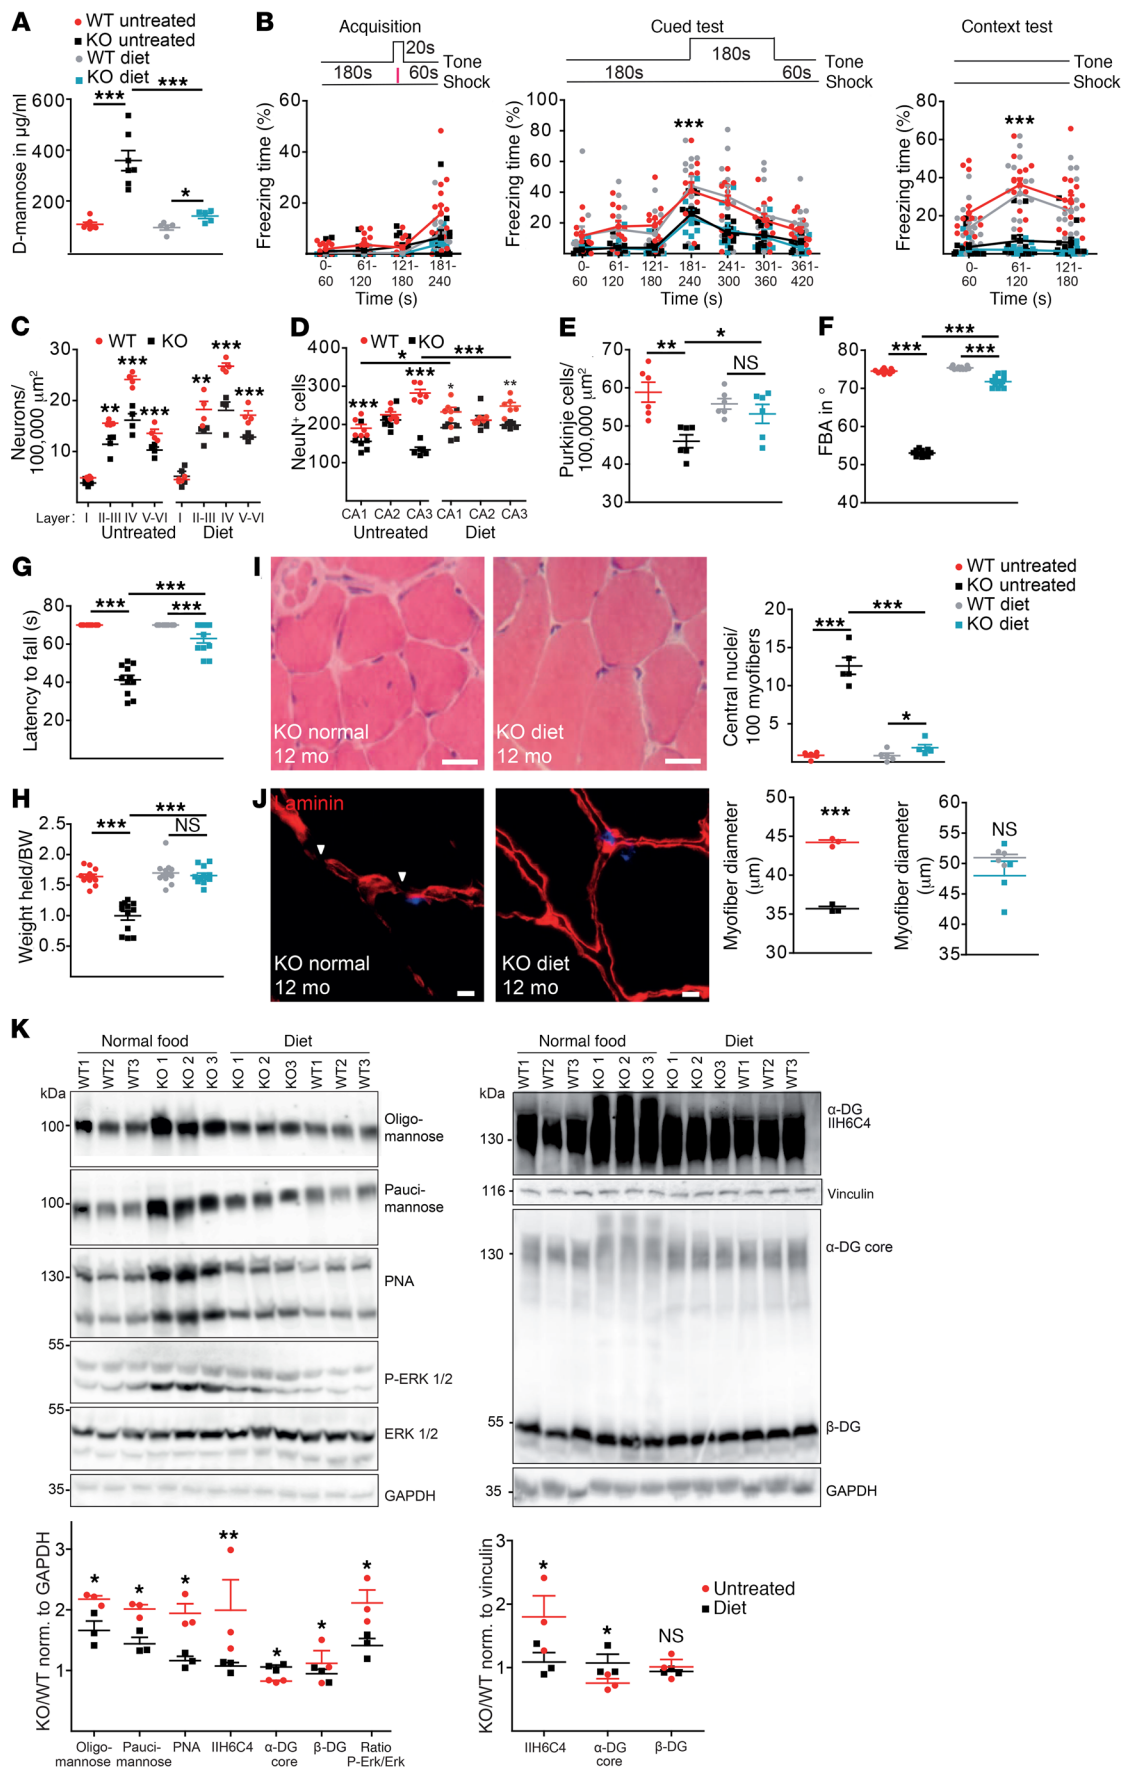 A
WT untreated
KO untreated
WT diet
KO diet
***
***
*
D-mannose in µg/ml
600
400
200
B
Acquisition
20s
Tone
180s
60s
Shock
Freezing time (%)
60
40
20
0-
60
61-
120
121-
180
181-
240
Time (s)
Cued test
180s
Tone
180s
60s
Shock
Freezing time (%)
100
80
60
40
20
***
0-
60
61-
120
121-
180
181-
240
241-
300
301-
360
361-
420
Time (s)
Context test
Tone
Shock
Freezing time (%)
80
60
40
20
***
0-
60
61-
120
121-
180
Time (s)
C
WT KO
Neurons/
100,000 µm²
30
20
10
** *** *** ** *** ***
Layer: I II-III IV V-VI I II-III IV V-VI
Untreated Diet
D
WT KO
NeuN⁺ cells
400
300
200
100
* ***
*** *** * **
CA1 CA2 CA3 CA1 CA2 CA3
Untreated Diet
E
Purkinje cells/
100,000 µm²
70
60
50
40
30
** *
NS
F
FBA in °
80
70
60
50
40
***
*** ***
G
Latency to fall (s)
80
60
40
20
***
*** ***
H
Weight held/BW
2.5
2.0
1.5
1.0
0.5
***
*** NS
I
KO normal
12 mo
KO diet
12 mo
WT untreated
KO untreated
WT diet
KO diet
Central nuclei/
100 myofibers
20
15
10
5
***
***
*
J
Laminin
KO normal
12 mo
KO diet
12 mo
Myofiber diameter
(µm)
50
45
40
35
30
***
Myofiber diameter
(µm)
60
55
50
45
40
35
NS
K
Normal food Diet
WT1 WT2 WT3 KO 1 KO 2 KO 3 KO 1 KO 2 KO3 WT1 WT2 WT3
kDa
100
Oligo-
mannose
100
Pauci-
mannose
130
PNA
55
P-ERK 1/2
55
ERK 1/2
35
GAPDH
Normal food Diet
WT1 WT2 WT3 KO 1 KO 2 KO 3 KO 1 KO 2 KO3 WT1 WT2 WT3
kDa
130
α-DG
IIH6C4
116
Vinculin
130
α-DG core
55
β-DG
35
GAPDH
KO/WT norm. to GAPDH
3
2
1
* * * ** * * *
Oligo-
mannose
Pauci-
mannose
PNA
IIH6C4
α-DG
core
β-DG
Ratio
P-Erk/Erk
KO/WT norm. to vinculin
3
2
1
* * NS
IIH6C4
α-DG
core
β-DG
Untreated
Diet